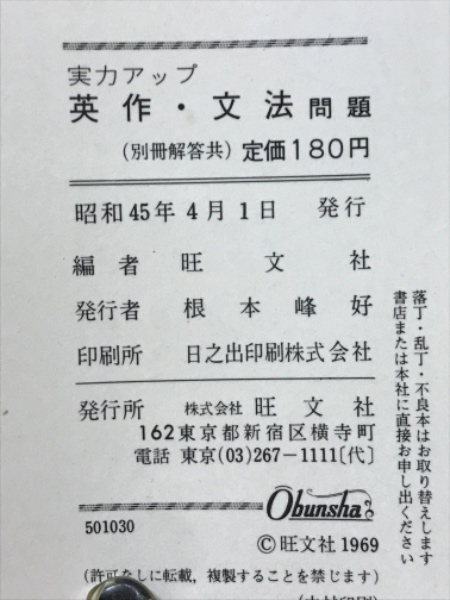 実力アップ
英作・文法問題
(別冊解答共) 定価180円
昭和45年4月1日 発行
編者 旺文社
発行者 根本峰好
印刷所 日之出印刷株式会社
発行所 株式会社 旺文社
162東京都新宿区横寺町
電話 東京(03)267-1111〔代〕
Obunsha
501030
©旺文社 1969
(許可なしに転載,複製することを禁じます)
落丁・乱丁・不良本はお取り替えします
書店または本社に直接お申し出ください